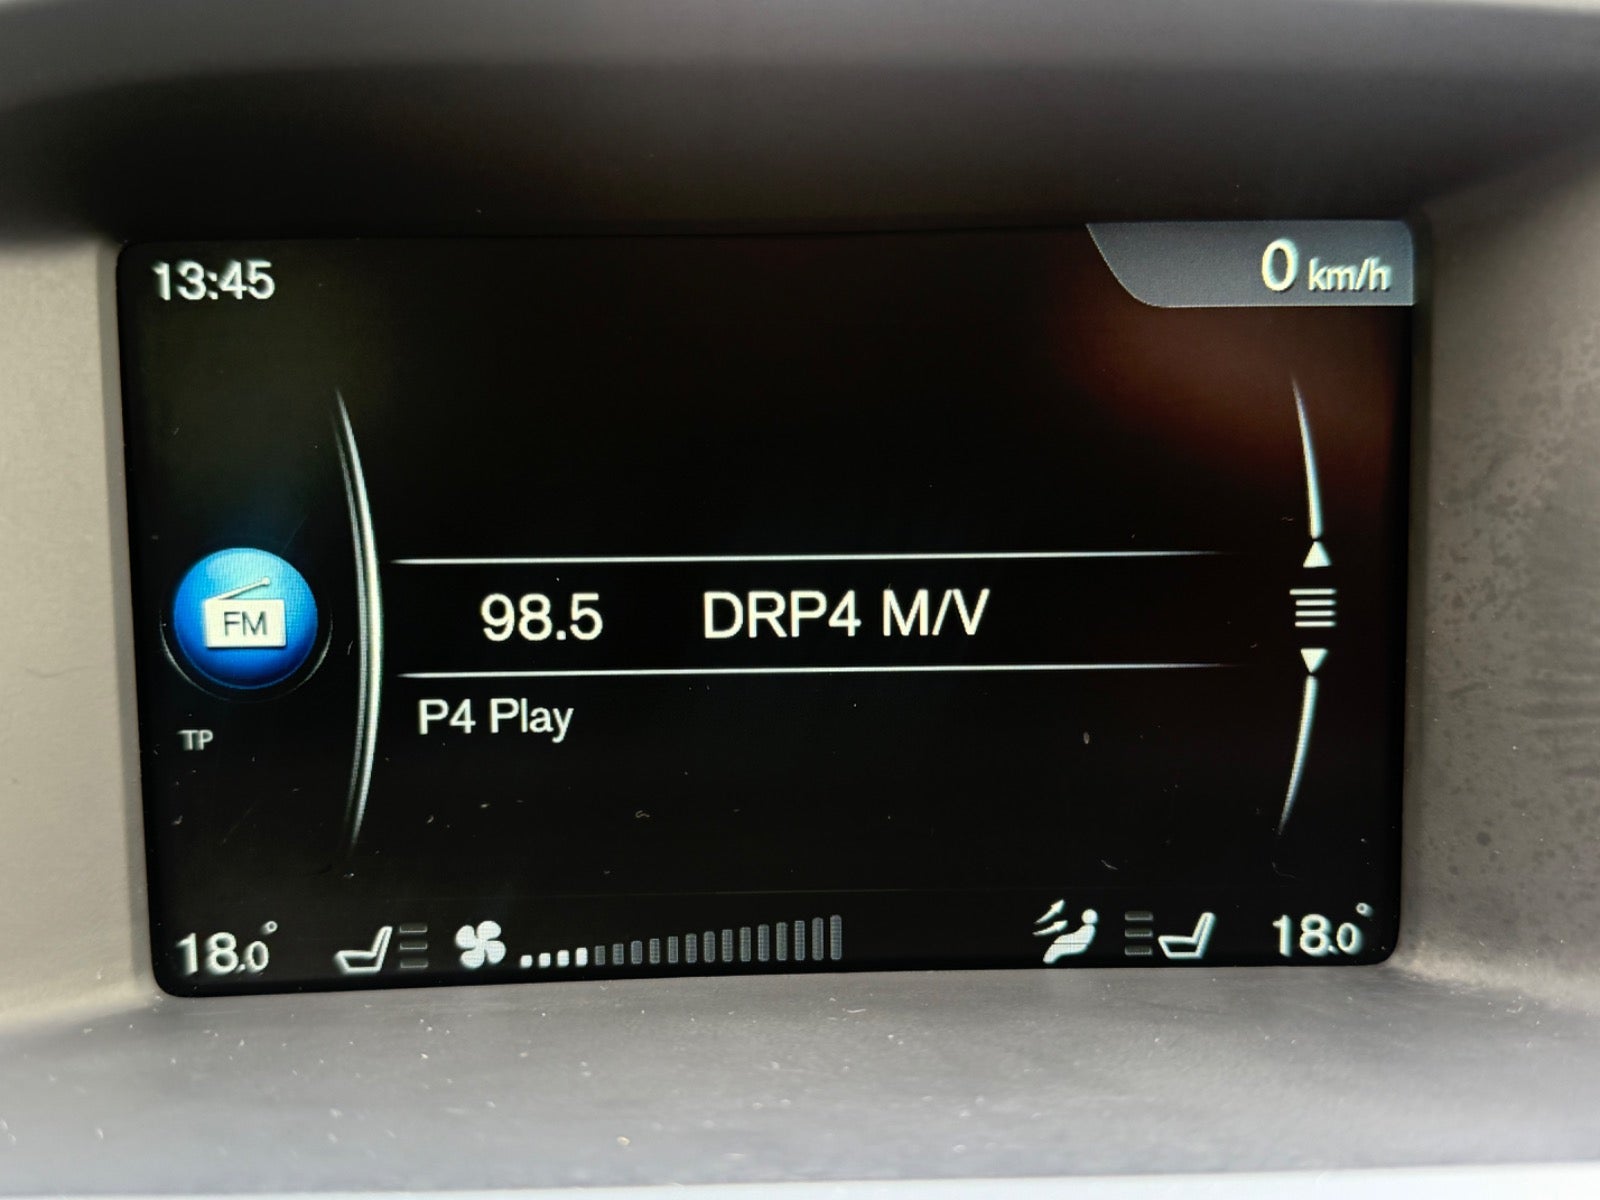 13:45
0 km/h
FM
98.5 DRP4 M/V
P4 Play
TP
18.0° 18.0°